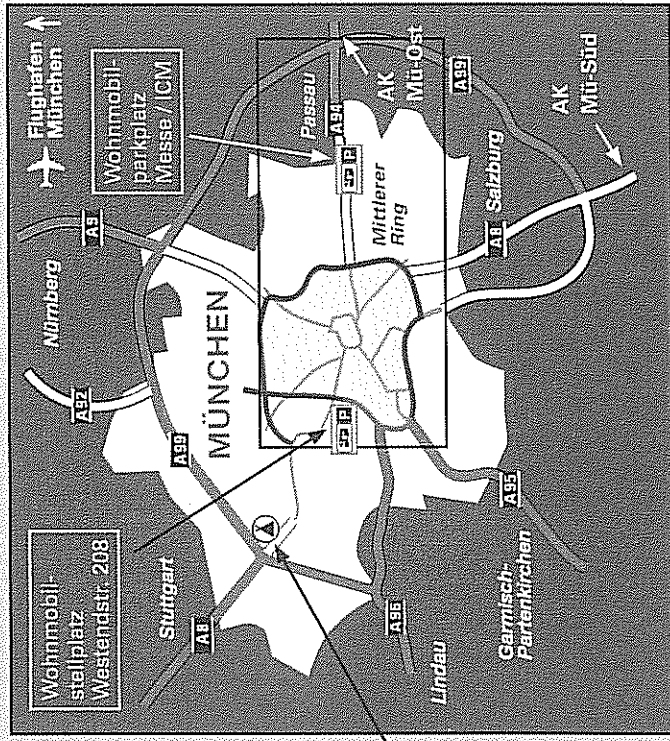 Flughafen
München
Wohnmobil-
parkplatz
Messe / CM
Wohnmobil-
stellplatz
Westendstr. 208
Nürnberg
A92
A9
A99
Stuttgart
A8
MÜNCHEN
Passau
A94
P
AK
Mü-Ost
P
Mittlerer
Ring
A99
A96
Lindau
Salzburg
A8
A95
Garmisch-
Partenkirchen
AK
Mü-Süd